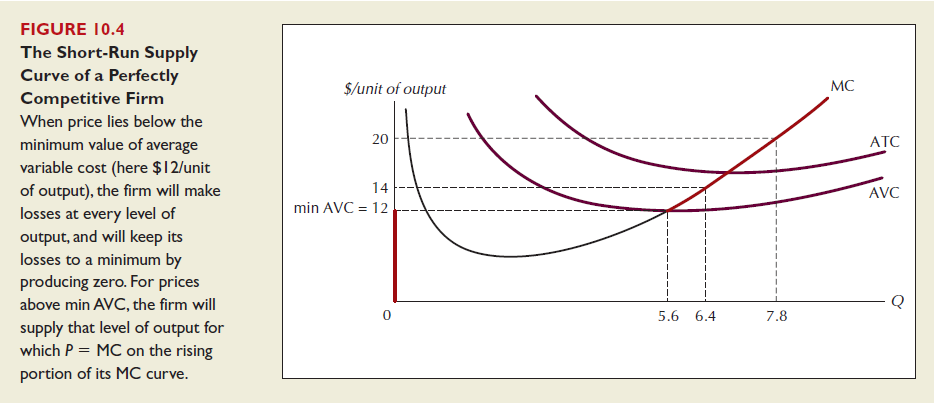 FIGURE 10.4
The Short-Run Supply
Curve of a Perfectly
Competitive Firm
When price lies below the
minimum value of average
variable cost (here $12/unit
of output), the firm will make
losses at every level of
output, and will keep its
losses to a minimum by
producing zero. For prices
above min AVC, the firm will
supply that level of output for
which P = MC on the rising
portion of its MC curve.
$/unit of output
MC
20
ATC
14
AVC
min AVC = 12
Q
0
5.6 6.4 7.8